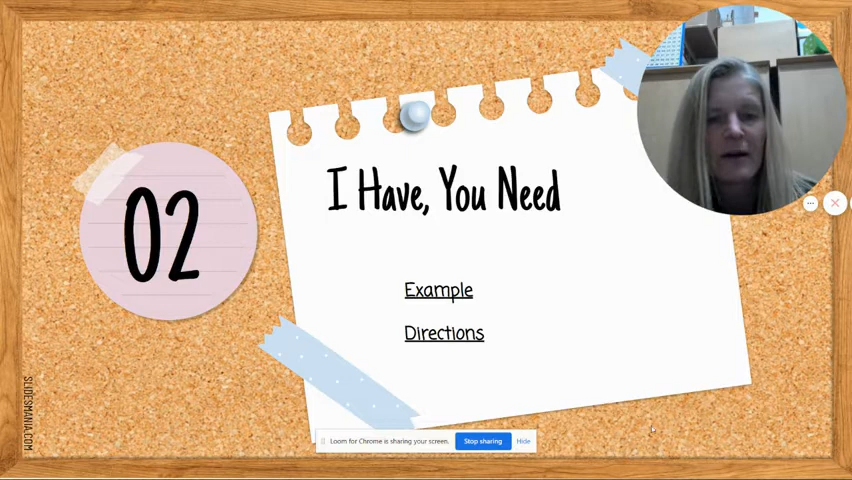 02
I Have, You Need
Example
Directions
SLIDESMANIA.COM
Loom for Chrome is sharing your screen.
Stop sharing
Hide